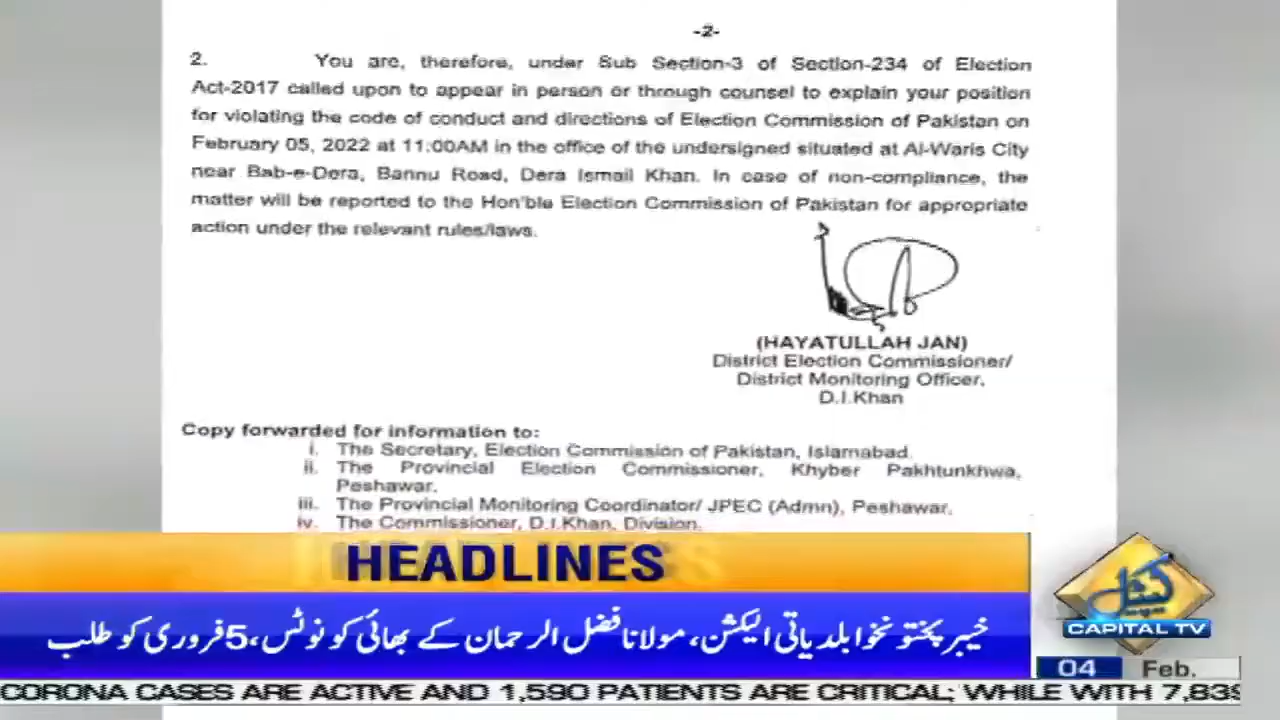 -2-
2. You are, therefore, under Sub Section-3 of Section-234 of Election
Act-2017 called upon to appear in person or through counsel to explain your position
for violating the code of conduct and directions of Election Commission of Pakistan on
February 05, 2022 at 11:00AM in the office of the undersigned situated at Al-Waris City
near Bab-e-Dera, Bannu Road, Dera Ismail Khan. In case of non-compliance, the
matter will be reported to the Hon'ble Election Commission of Pakistan for appropriate
action under the relevant rules/laws.
(HAYATULLAH JAN)
District Election Commissioner/
District Monitoring Officer,
D.I.Khan
Copy forwarded for information to:
i. The Secretary, Election Commission of Pakistan, Islamabad.
ii. The Provincial Election Commissioner, Khyber Pakhtunkhwa,
Peshawar.
iii. The Provincial Monitoring Coordinator/ JPEC (Admn), Peshawar.
iv. The Commissioner, D.I.Khan, Division.
HEADLINES
خیبرپختونخوا بلدیاتی الیکشن، مولانا فضل الرحمان کے بھائی کو نوٹس، 5 فروری کو طلب
کیپٹل
CAPITAL TV
04 Feb.
CORONA CASES ARE ACTIVE AND 1,590 PATIENTS ARE CRITICAL; WHILE WITH 7,839